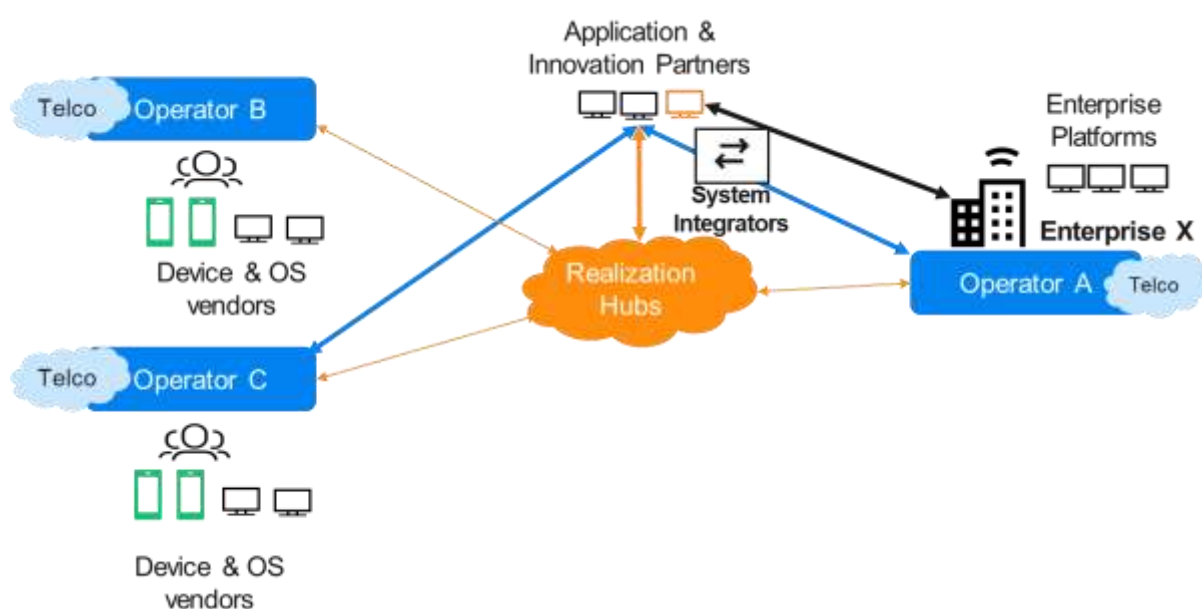 Application &
Innovation Partners
Telco
Operator B
Enterprise
Platforms
System
Integrators
Enterprise X
Device & OS
vendors
Realization
Hubs
Operator A
Telco
Telco
Operator C
Device & OS
vendors